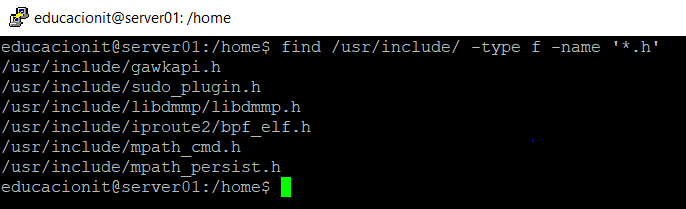 educacionit@server01: /home
educacionit@server01:/home$ find /usr/include/ -type f -name '*.h'
/usr/include/gawkapi.h
/usr/include/sudo_plugin.h
/usr/include/libdmmp/libdmmp.h
/usr/include/iproute2/bpf_elf.h
/usr/include/mpath_cmd.h
/usr/include/mpath_persist.h
educacionit@server01:/home$